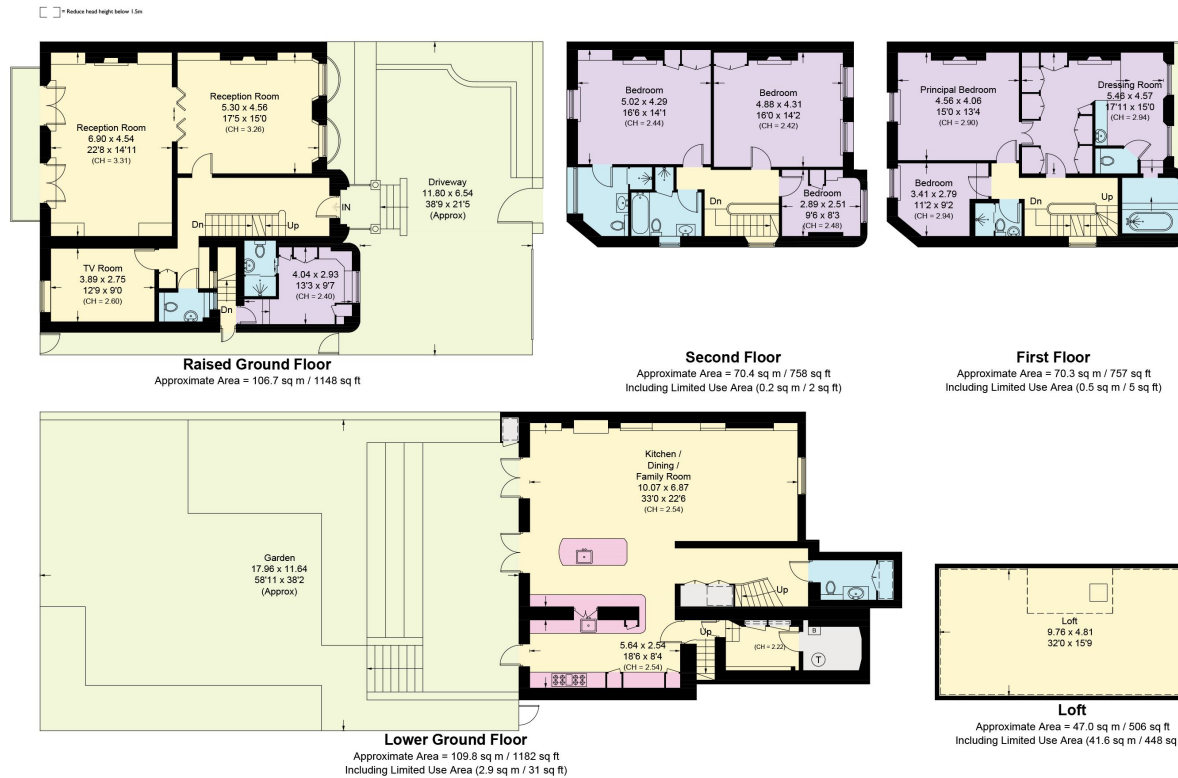 = Reduce head height below 1.5m
Reception Room
6.90 x 4.54
22'8 x 14'11
(CH = 3.31)
Reception Room
5.30 x 4.56
17'5 x 15'0
(CH = 3.26)
Driveway
11.80 x 6.54
38'9 x 21'5
(Approx)
IN
Dn
Up
TV Room
3.89 x 2.75
12'9 x 9'0
(CH = 2.60)
Dn
4.04 x 2.93
13'3 x 9'7
(CH = 2.40)
Raised Ground Floor
Approximate Area = 106.7 sq m / 1148 sq ft
Bedroom
5.02 x 4.29
16'6 x 14'1
(CH = 2.44)
Bedroom
4.88 x 4.31
16'0 x 14'2
(CH = 2.42)
Dn
Bedroom
2.89 x 2.51
9'6 x 8'3
(CH = 2.48)
Second Floor
Approximate Area = 70.4 sq m / 758 sq ft
Including Limited Use Area (0.2 sq m / 2 sq ft)
Principal Bedroom
4.56 x 4.06
15'0 x 13'4
(CH = 2.90)
Dressing Room
5.46 x 4.57
17'11 x 15'0
(CH = 2.94)
Bedroom
3.41 x 2.79
11'2 x 9'2
(CH = 2.94)
Dn
Up
First Floor
Approximate Area = 70.3 sq m / 757 sq ft
Including Limited Use Area (0.5 sq m / 5 sq ft)
Garden
17.96 x 11.64
58'11 x 38'2
(Approx)
Kitchen /
Dining /
Family Room
10.07 x 6.87
33'0 x 22'6
(CH = 2.54)
Up
5.64 x 2.54
18'6 x 8'4
(CH = 2.54)
Up
(CH = 2.22)
B
T
Lower Ground Floor
Approximate Area = 109.8 sq m / 1182 sq ft
Including Limited Use Area (2.9 sq m / 31 sq ft)
Loft
9.76 x 4.81
32'0 x 15'9
Loft
Approximate Area = 47.0 sq m / 506 sq ft
Including Limited Use Area (41.6 sq m / 448 sq